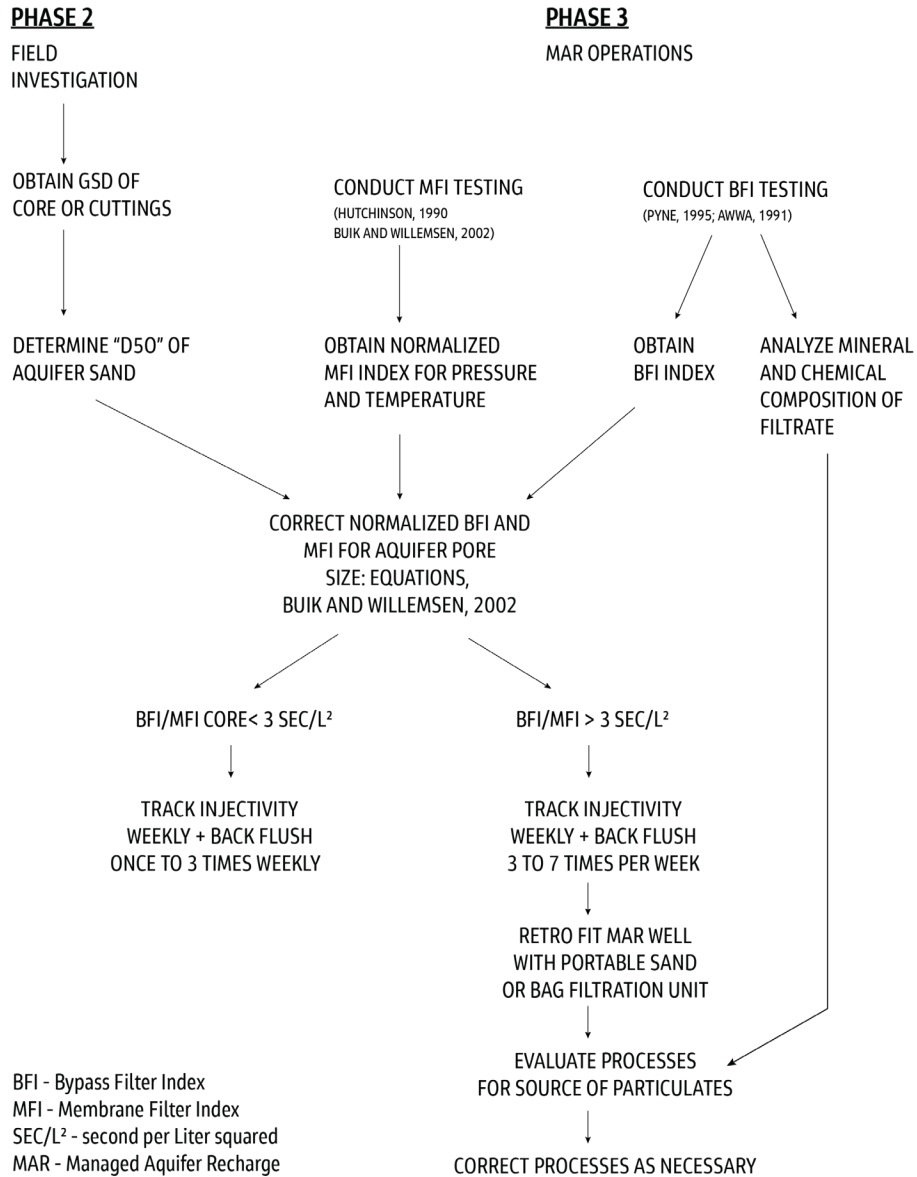 PHASE 2
FIELD
INVESTIGATION
OBTAIN GSD OF
CORE OR CUTTINGS
DETERMINE “D50” OF
AQUIFER SAND
CONDUCT MFI TESTING
(HUTCHINSON, 1990
BUIK AND WILLEMSEN, 2002)
OBTAIN NORMALIZED
MFI INDEX FOR PRESSURE
AND TEMPERATURE
PHASE 3
MAR OPERATIONS
CONDUCT BFI TESTING
(PYNE, 1995; AWWA, 1991)
OBTAIN
BFI INDEX
ANALYZE MINERAL
AND CHEMICAL
COMPOSITION OF
FILTRATE
CORRECT NORMALIZED BFI AND
MFI FOR AQUIFER PORE
SIZE: EQUATIONS,
BUIK AND WILLEMSEN, 2002
BFI/MFI CORE< 3 SEC/L²
TRACK INJECTIVITY
WEEKLY + BACK FLUSH
ONCE TO 3 TIMES WEEKLY
BFI/MFI > 3 SEC/L²
TRACK INJECTIVITY
WEEKLY + BACK FLUSH
3 TO 7 TIMES PER WEEK
RETRO FIT MAR WELL
WITH PORTABLE SAND
OR BAG FILTRATION UNIT
EVALUATE PROCESSES
FOR SOURCE OF PARTICULATES
CORRECT PROCESSES AS NECESSARY
BFI - Bypass Filter Index
MFI - Membrane Filter Index
SEC/L² - second per Liter squared
MAR - Managed Aquifer Recharge